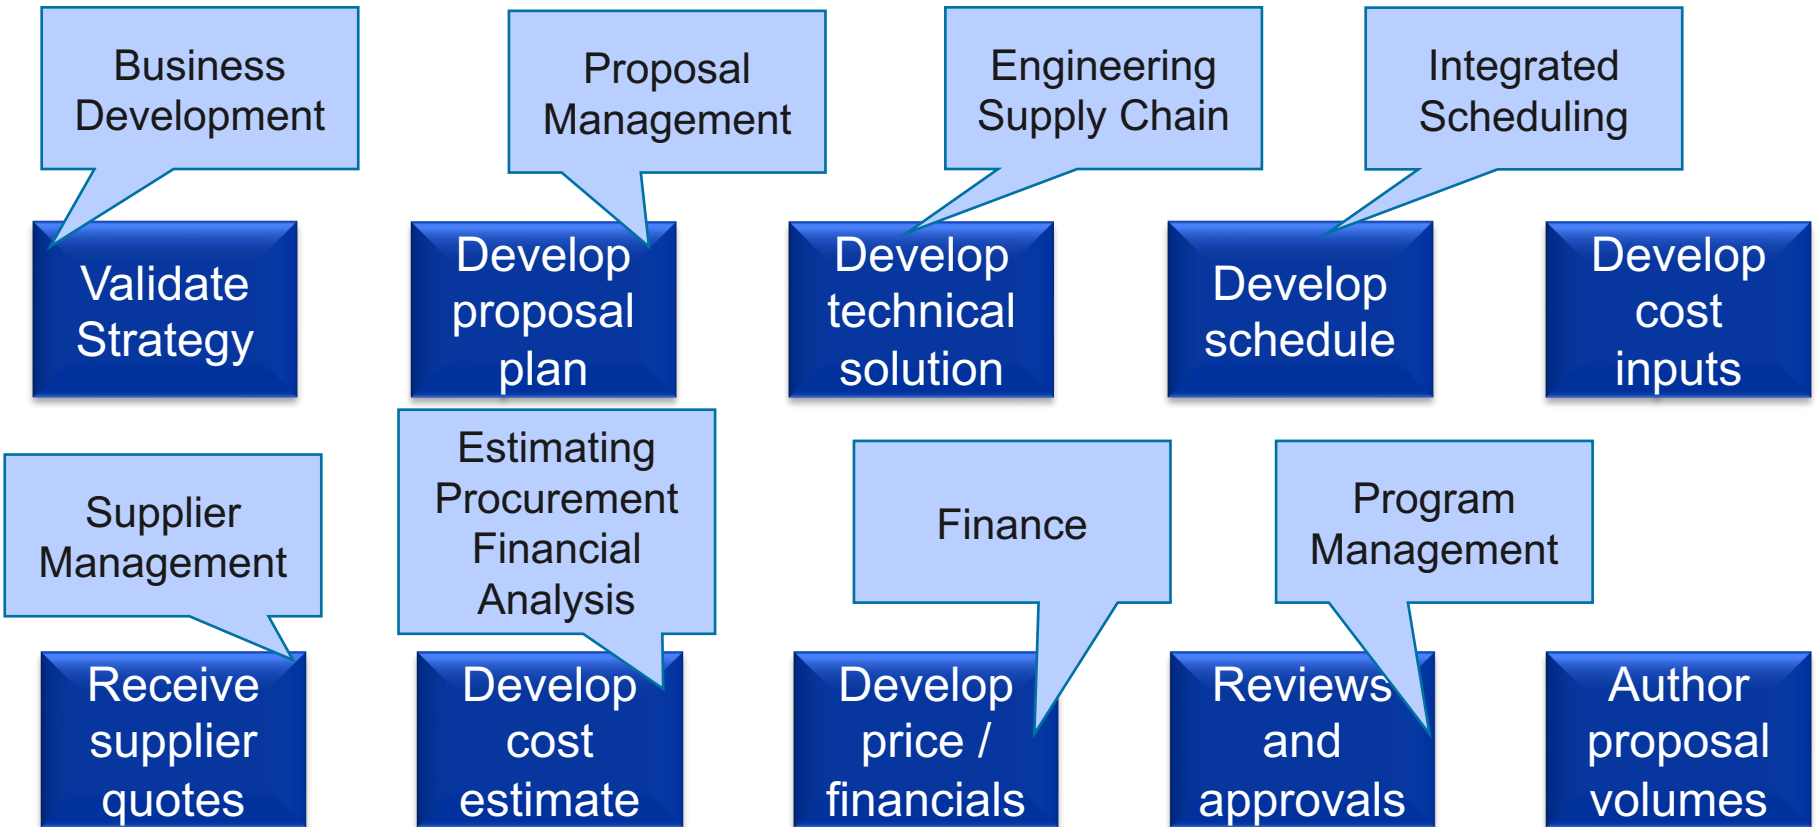 Business
Development
Proposal
Management
Engineering
Supply Chain
Integrated
Scheduling
Validate
Strategy
Develop
proposal
plan
Develop
technical
solution
Develop
schedule
Develop
cost
inputs
Supplier
Management
Estimating
Procurement
Financial
Analysis
Finance
Program
Management
Receive
supplier
quotes
Develop
cost
estimate
Develop
price /
financials
Reviews
and
approvals
Author
proposal
volumes